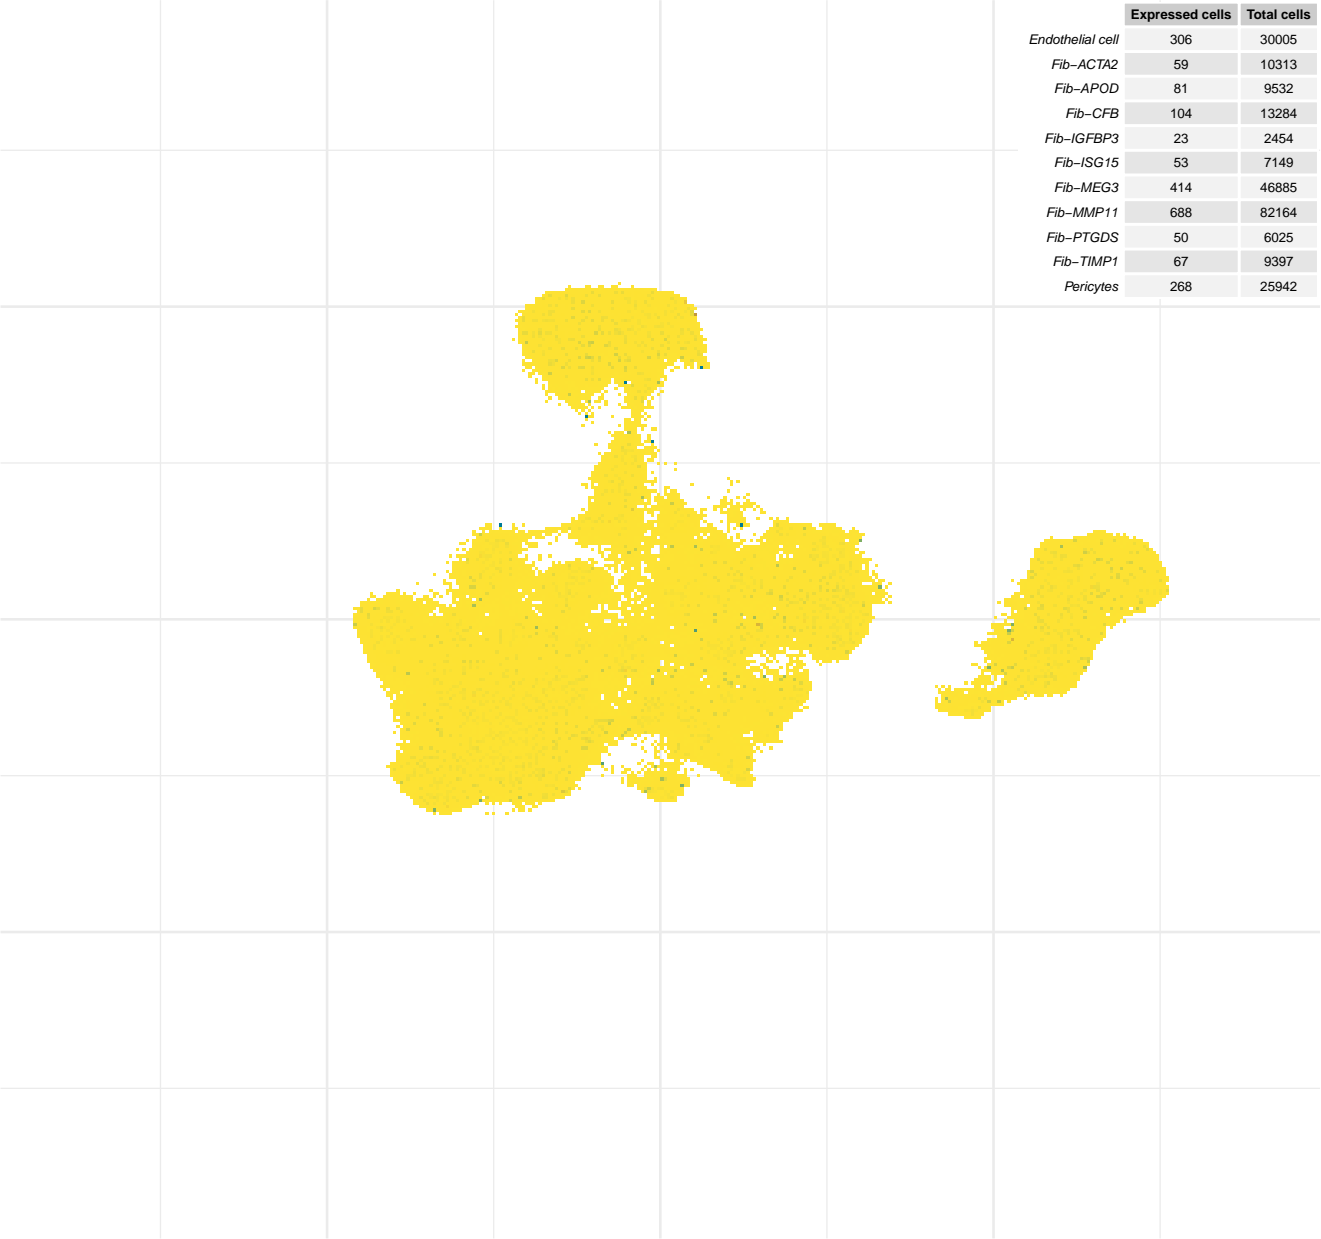 Expressed cells Total cells
Endothelial cell 306 30005
Fib−ACTA2 59 10313
Fib−APOD 81 9532
Fib−CFB 104 13284
Fib−IGFBP3 23 2454
Fib−ISG15 53 7149
Fib−MEG3 414 46885
Fib−MMP11 688 82164
Fib−PTGDS 50 6025
Fib−TIMP1 67 9397
Pericytes 268 25942